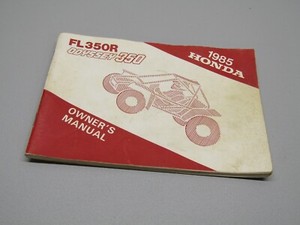 FL350R
ODYSSEY-350
1985
HONDA
OWNER'S
MANUAL